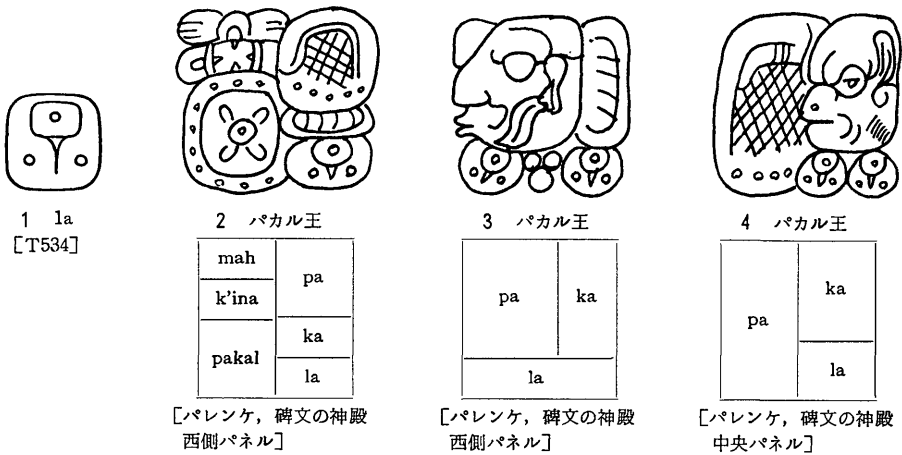 1 la
[T534]
2 パカル王
mah
k'ina
pakal
pa
ka
la
[パレンケ，碑文の神殿
西側パネル]
3 パカル王
pa
ka
la
[パレンケ，碑文の神殿
西側パネル]
4 パカル王
pa
ka
la
[パレンケ，碑文の神殿
中央パネル]